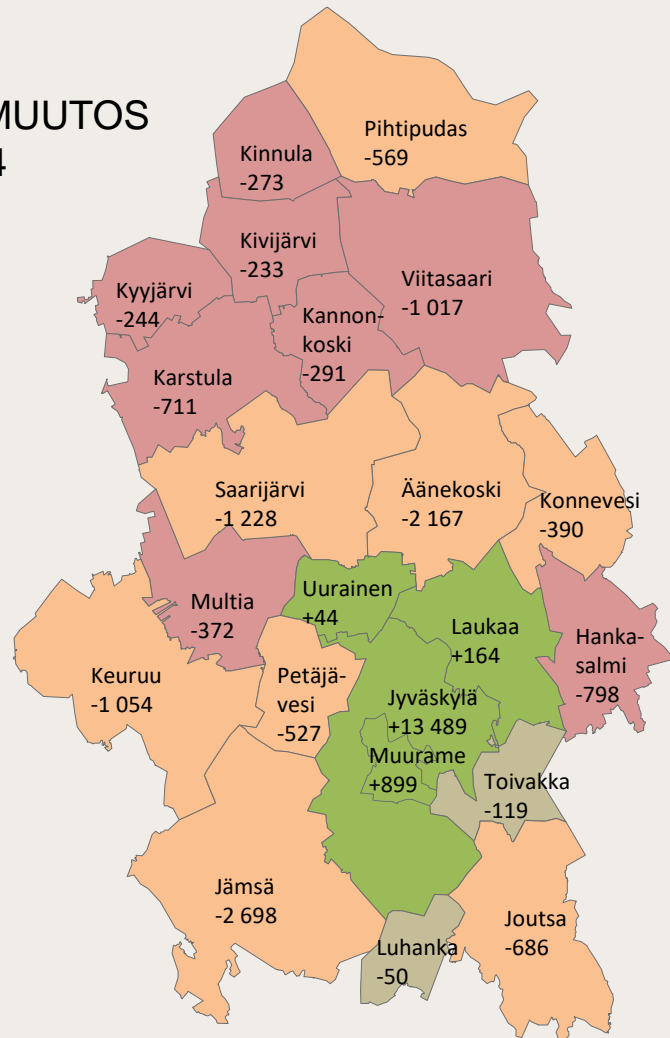 MUUTOS
4
Pihtipudas
-569
Kinnula
-273
Kivijärvi
-233
Viitasaari
-1 017
Kyyjärvi
-244
Kannon-
koski
-291
Karstula
-711
Saarijärvi
-1 228
Äänekoski
-2 167
Konnevesi
-390
Uurainen
+44
Multia
-372
Laukaa
+164
Hanka-
salmi
-798
Keuruu
-1 054
Petäjä-
vesi
-527
Jyväskylä
+13 489
Muurame
+899
Toivakka
-119
Jämsä
-2 698
Joutsa
-686
Luhanka
-50